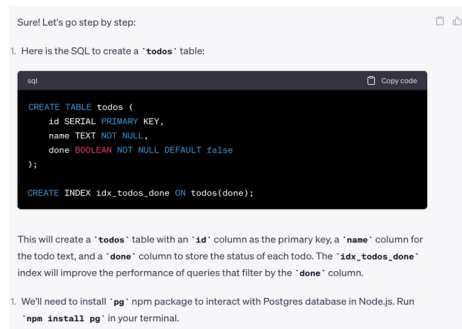 Sure! Let's go step by step:
1. Here is the SQL to create a `todos` table:
sql
Copy code
CREATE TABLE todos (
    id SERIAL PRIMARY KEY,
    name TEXT NOT NULL,
    done BOOLEAN NOT NULL DEFAULT false
);
CREATE INDEX idx_todos_done ON todos(done);
This will create a `todos` table with an `id` column as the primary key, a `name` column for
the todo text, and a `done` column to store the status of each todo. The `idx_todos_done`
index will improve the performance of queries that filter by the `done` column.
1. We'll need to install `pg` npm package to interact with Postgres database in Node.js. Run
`npm install pg` in your terminal.